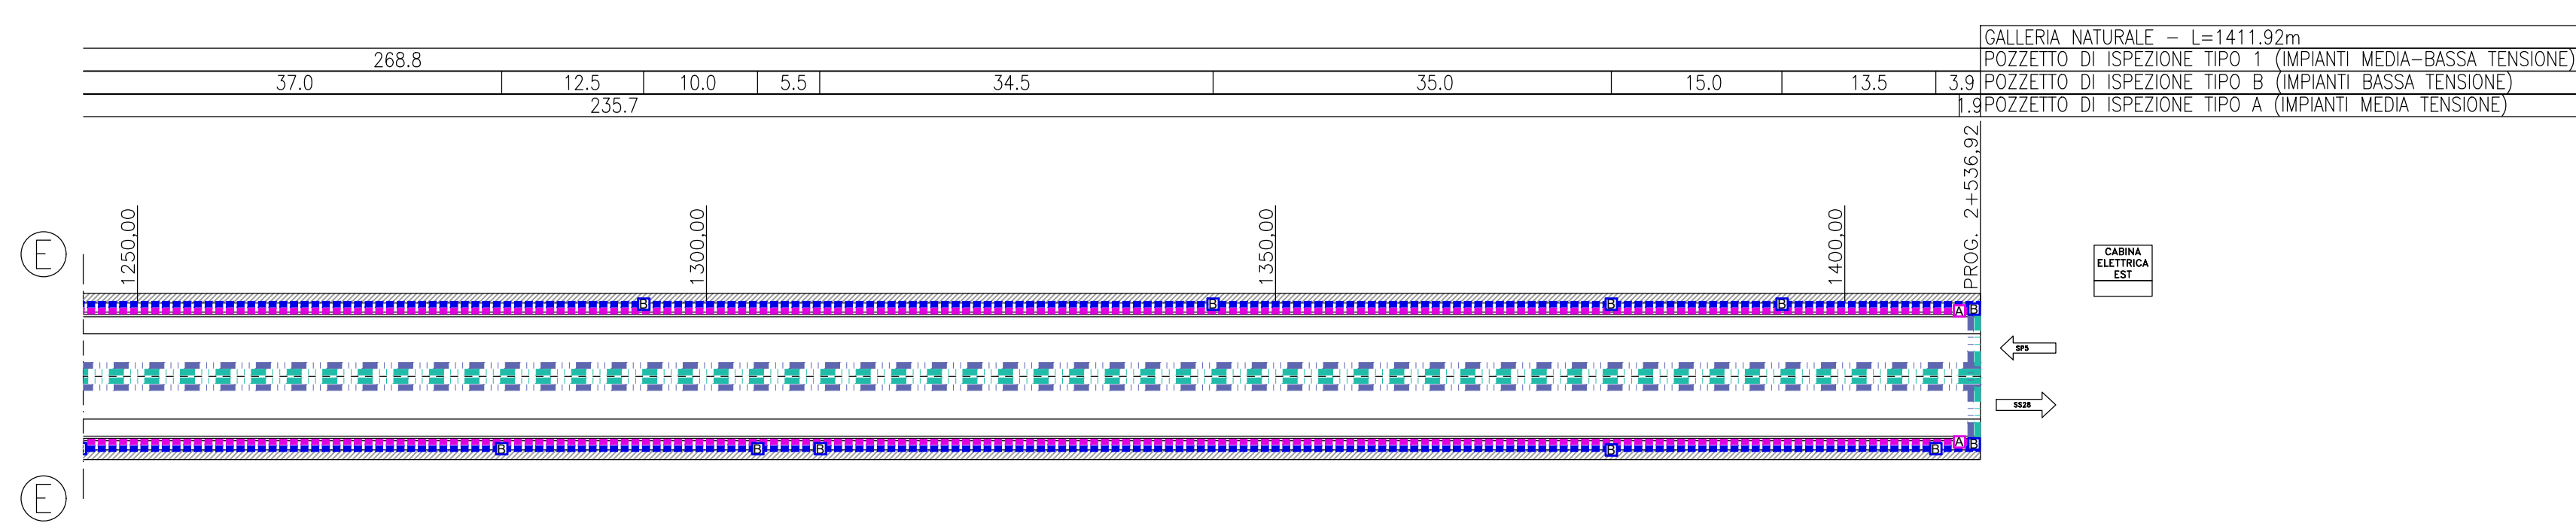 GALLERIA NATURALE - L=1411.92m
268.8 POZZETTO DI ISPEZIONE TIPO 1 (IMPIANTI MEDIA-BASSA TENSIONE)
37.0 12.5 10.0 5.5 34.5 35.0 15.0 13.5 3.9 POZZETTO DI ISPEZIONE TIPO B (IMPIANTI BASSA TENSIONE)
235.7 1.9 POZZETTO DI ISPEZIONE TIPO A (IMPIANTI MEDIA TENSIONE)
PROG. 2+536,92
1250,00
1300,00
1350,00
1400,00
E
CABINA
ELETTRICA
EST
B B B B A B
SP5
SS28
B B B B B A B
E